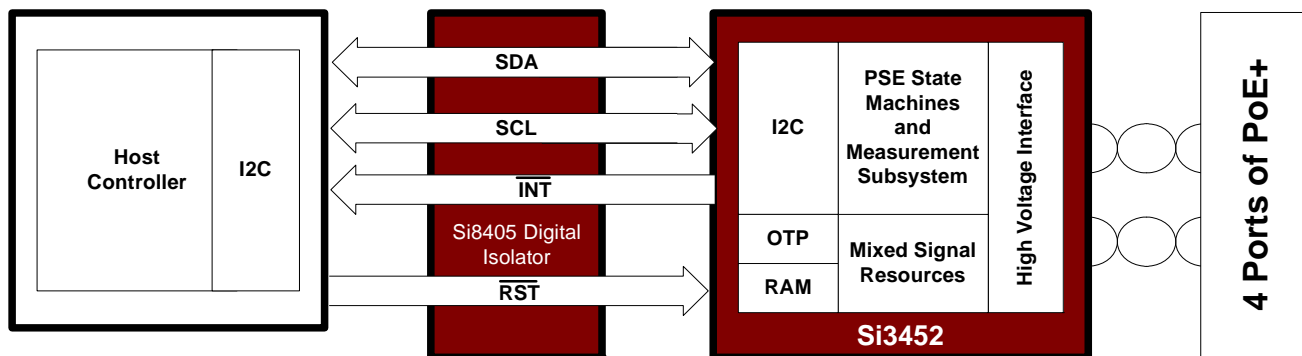 Host
Controller
I2C
SDA
SCL
INT
Si8405 Digital
Isolator
RST
I2C
PSE State
Machines
and
Measurement
Subsystem
OTP
RAM
Mixed Signal
Resources
High Voltage Interface
Si3452
4 Ports of PoE+